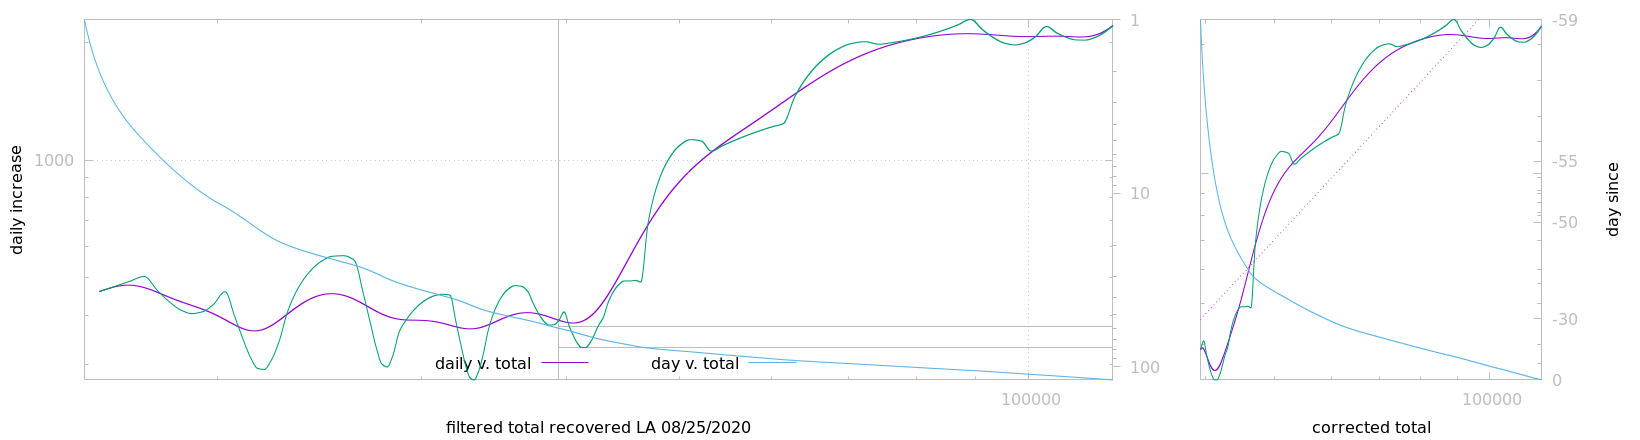 1
-59
daily increase
1000
10
-55
-50
day since
-30
daily v. total
day v. total
100
0
100000
100000
filtered total recovered LA 08/25/2020
corrected total